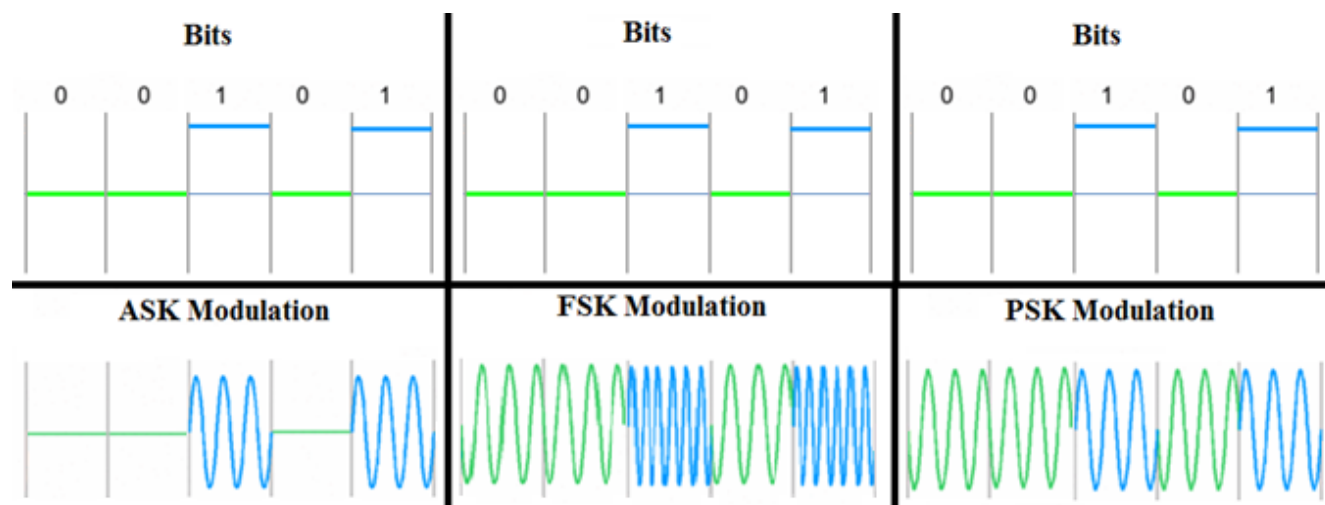 Bits
0 0 1 0 1
Bits
0 0 1 0 1
Bits
0 0 1 0 1
ASK Modulation
FSK Modulation
PSK Modulation